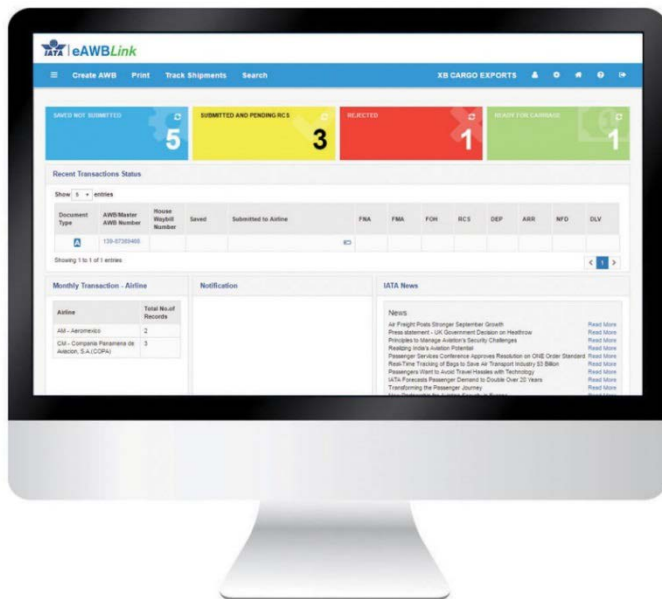 IATA eAWBLink
Create AWB Print Track Shipments Search XB CARGO EXPORTS
SAVED NOT SUBMITTED
5
SUBMITTED AND PENDING RCS
3
REJECTED
1
READY FOR CARRIAGE
1
Recent Transactions Status
Show 5 entries
Document Type AWB/Master AWB Number House Waybill Number Saved Submitted to Airline FNA FMA FOH RCS DEP ARR NFD DLV
A
Showing 1 to 1 of 1 entries
< 1 >
Monthly Transaction - Airline
Airline Total No.of Records
AM - Aeromexico 2
CM - Compania Panamena de Aviacion, S.A.(COPA) 3
Notification
IATA News
News
Air Freight Posts Stronger September Growth Read More
Press statement - UK Government Decision on Heathrow Read More
Principles to Manage Aviation's Security Challenges Read More
Realizing India's Aviation Potential Read More
Passenger Services Conference Approves Resolution on ONE Order Standard Read More
Real-Time Tracking of Bags to Save Air Transport Industry $3 Billion Read More
Passengers Want to Avoid Travel Hassles with Technology Read More
IATA Forecasts Passenger Demand to Double Over 20 Years Read More
Transforming the Passenger Journey Read More